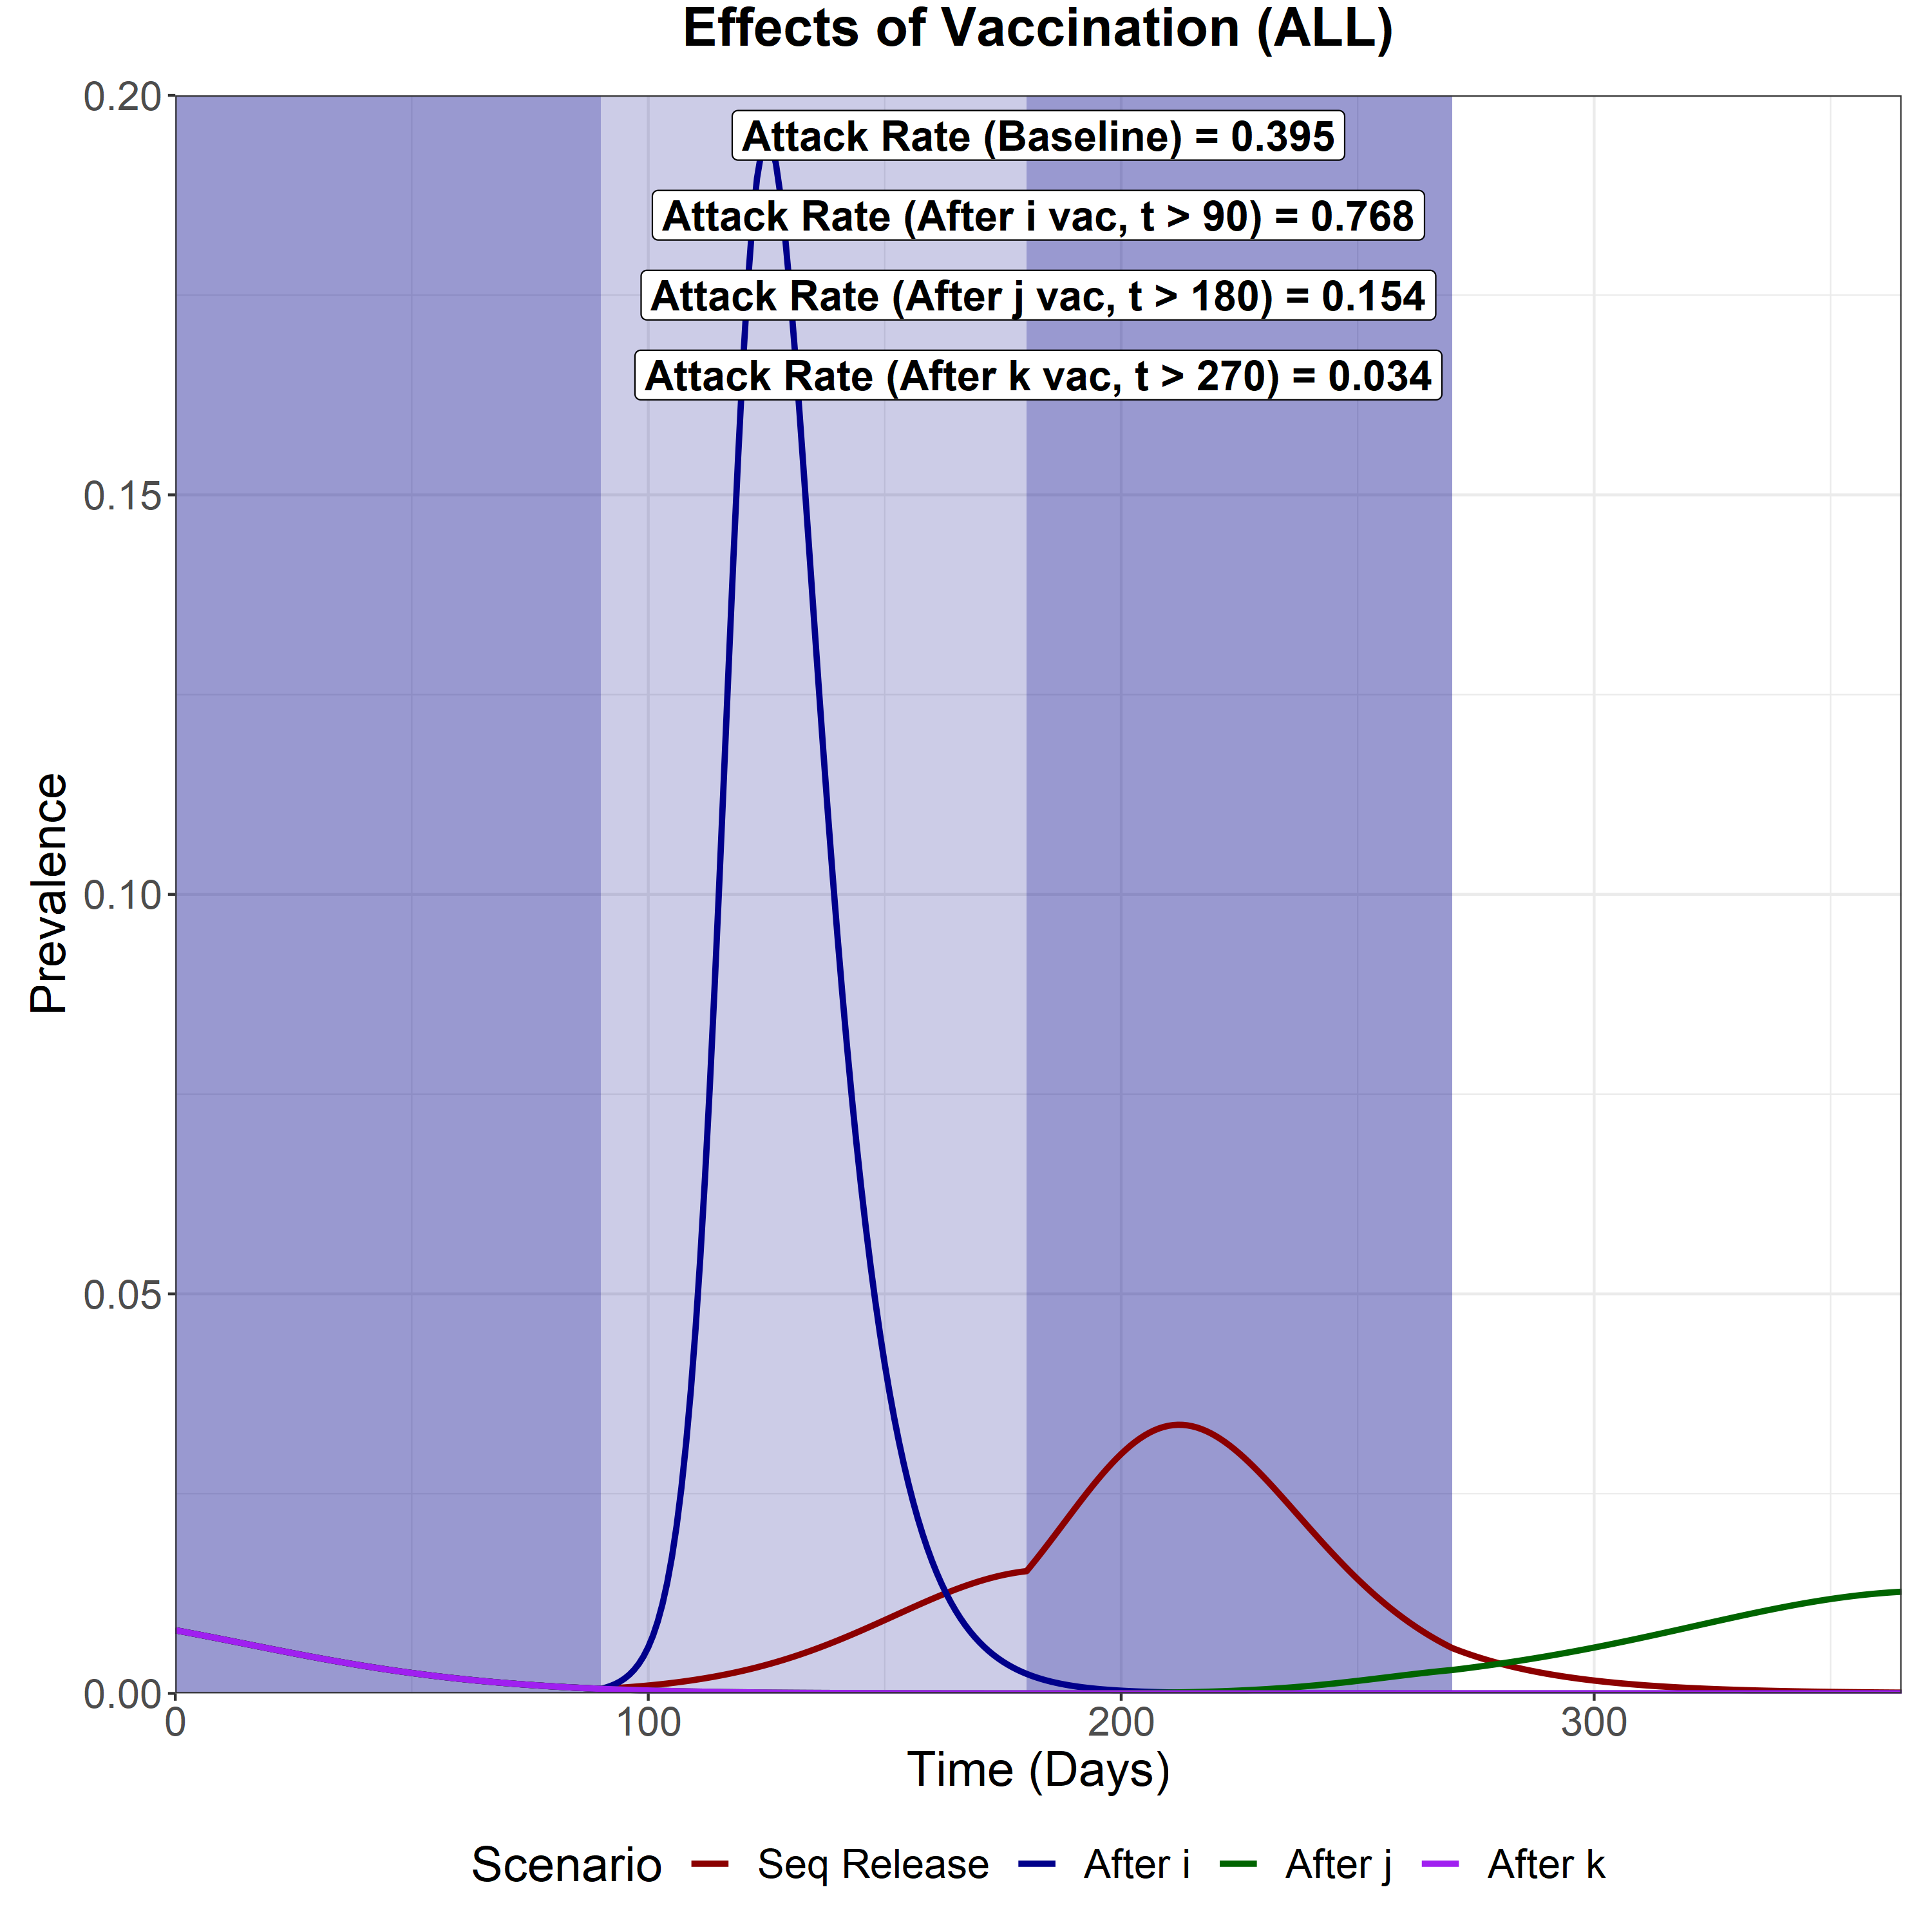 Effects of Vaccination (ALL)
0.20
0.15
0.10
0.05
0.00
Prevalence
Attack Rate (Baseline) = 0.395
Attack Rate (After i vac, t > 90) = 0.768
Attack Rate (After j vac, t > 180) = 0.154
Attack Rate (After k vac, t > 270) = 0.034
0 100 200 300
Time (Days)
Scenario Seq Release After i After j After k